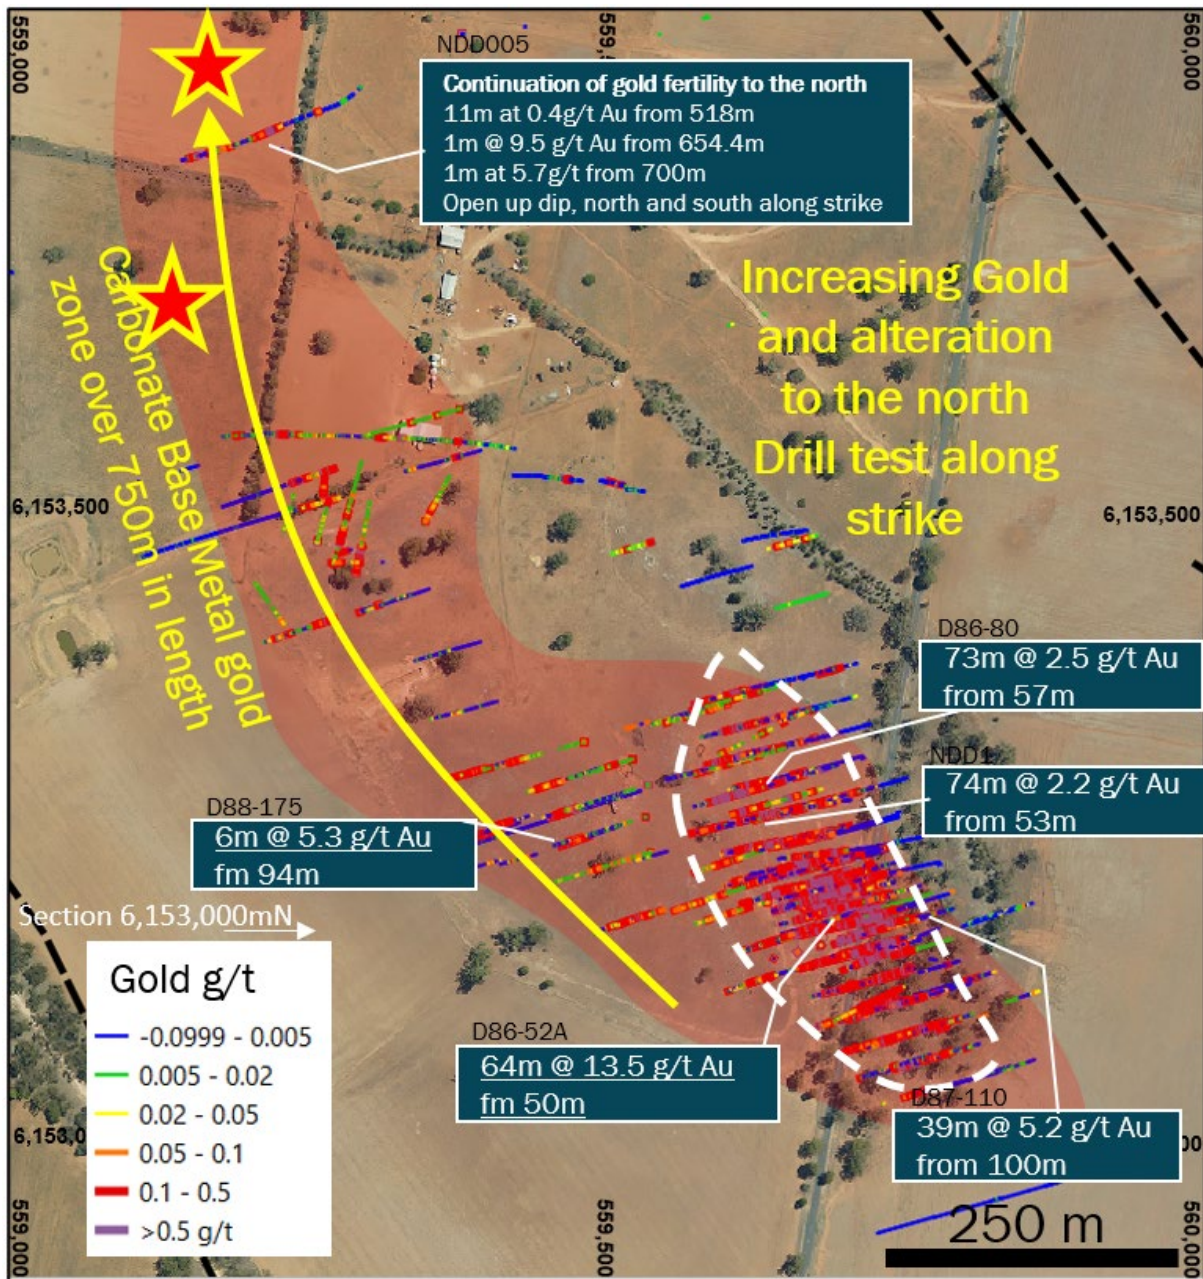 559,000
559,4
560,000
NDD005
Continuation of gold fertility to the north
11m at 0.4g/t Au from 518m
1m @ 9.5 g/t Au from 654.4m
1m at 5.7g/t from 700m
Open up dip, north and south along strike
Increasing Gold
and alteration
to the north
Drill test along
strike
Carbonate Base Metal gold
zone over 750m in length
6,153,500
6,153,500
D86-80
73m @ 2.5 g/t Au
from 57m
NDD1
74m @ 2.2 g/t Au
from 53m
D88-175
6m @ 5.3 g/t Au
fm 94m
Section 6,153,000mN
Gold g/t
-0.0999 - 0.005
0.005 - 0.02
0.02 - 0.05
0.05 - 0.1
0.1 - 0.5
>0.5 g/t
D86-52A
64m @ 13.5 g/t Au
fm 50m
D87-110
39m @ 5.2 g/t Au
from 100m
6,153,0
00
559,000
559,500
560,000
250 m